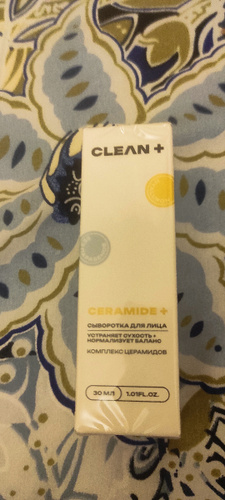 CLEAN +
CERAMIDE +
СЫВОРОТКА ДЛЯ ЛИЦА
УСТРАНЯЕТ СУХОСТЬ +
НОРМАЛИЗУЕТ БАЛАНС
КОМПЛЕКС ЦЕРАМИДОВ
30 МЛ 1.01FL.OZ.